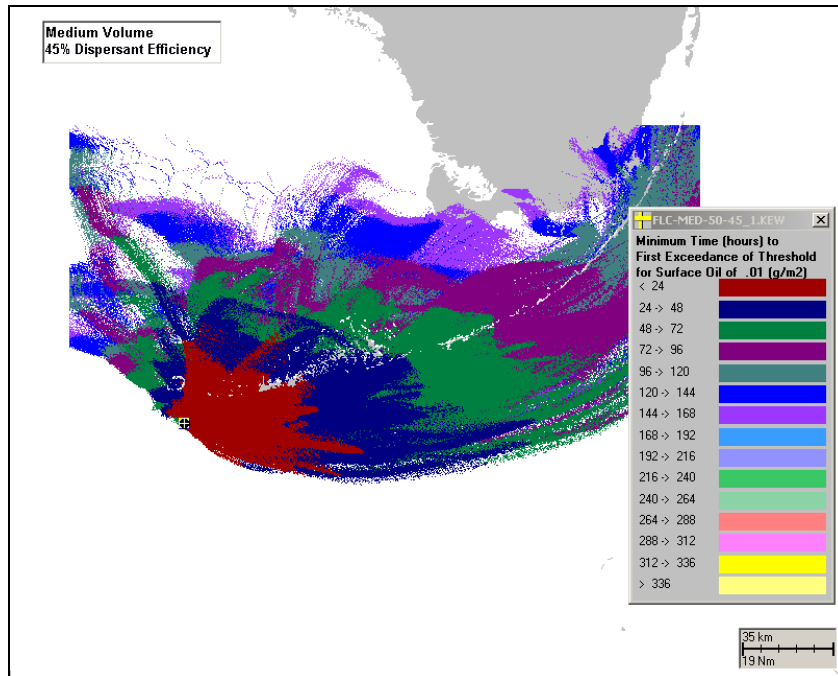 Medium Volume
45% Dispersant Efficiency
FLC-MED-50-45_1.KEW
Minimum Time (hours) to
First Exceedance of Threshold
for Surface Oil of .01 (g/m2)
< 24
24 -> 48
48 -> 72
72 -> 96
96 -> 120
120 -> 144
144 -> 168
168 -> 192
192 -> 216
216 -> 240
240 -> 264
264 -> 288
288 -> 312
312 -> 336
> 336
35 km
19 Nm